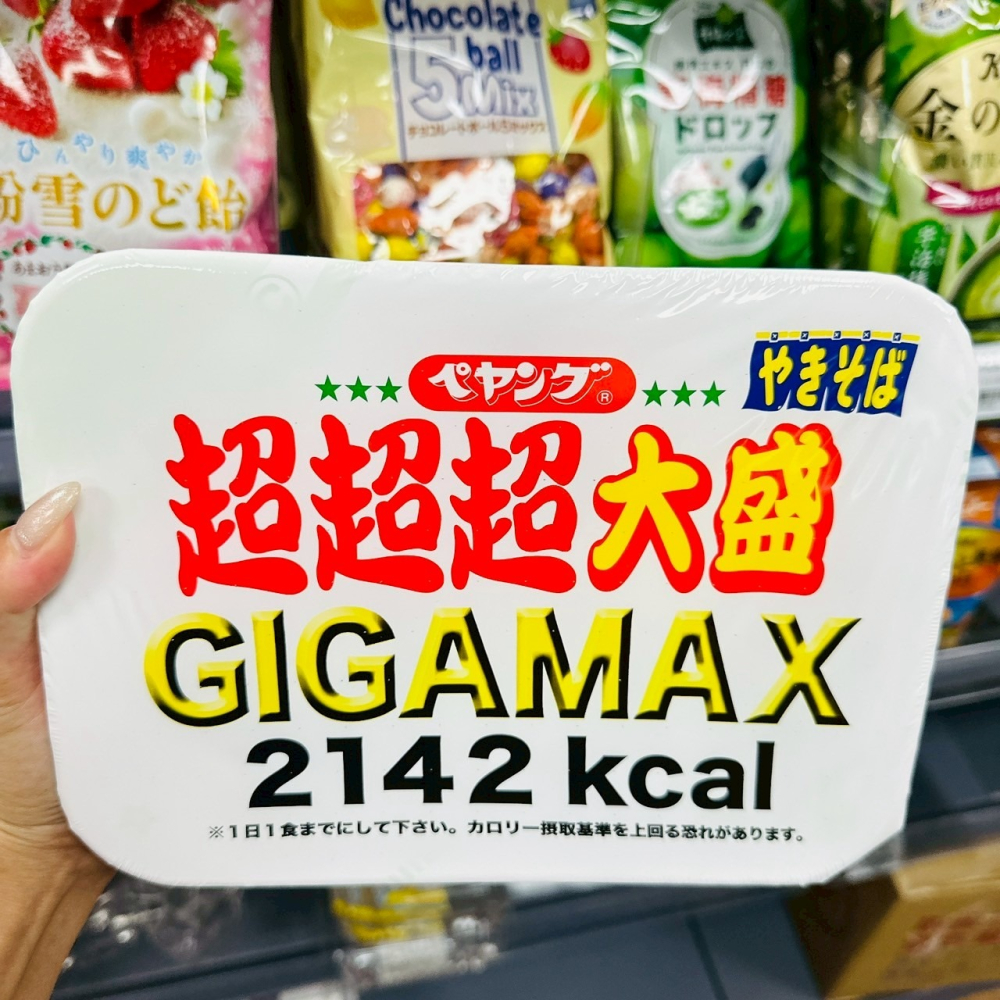 Chocolate
ball
5 Mix
チョコレートボール5ミックス
ひんやり爽やか
粉雪のど飴
ドロップ
金の
ペヤング®
やきそば
超超超大盛
GIGAMAX
2142 kcal
※1日1食までにして下さい。カロリー摂取基準を上回る恐れがあります。